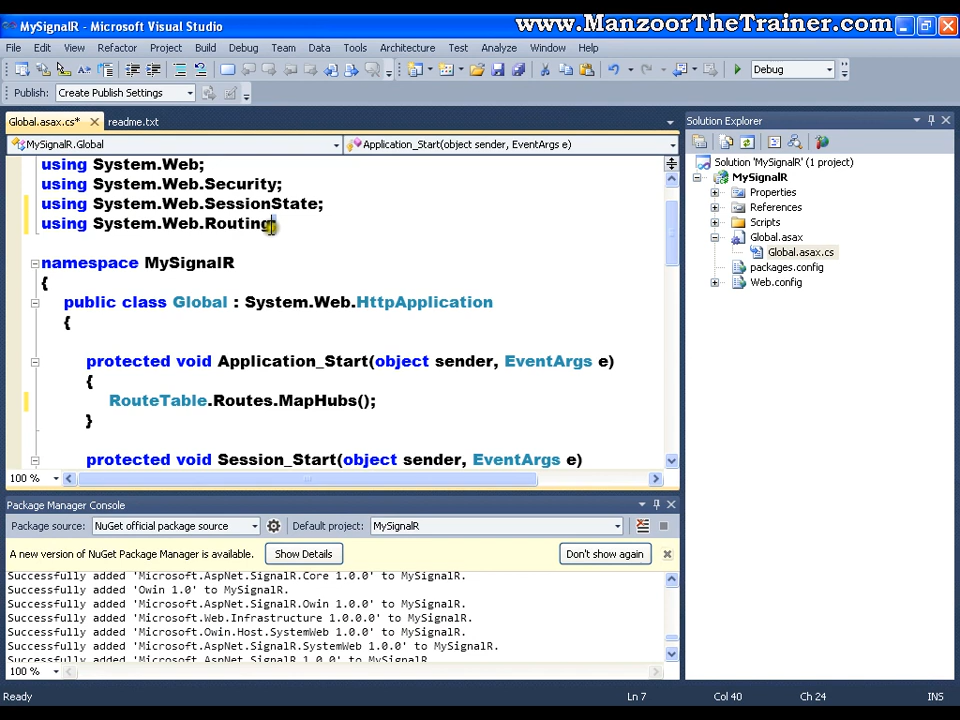 MySignalR - Microsoft Visual Studio
www.ManzoorTheTrainer.com
File Edit View Refactor Project Build Debug Team Data Tools Architecture Test Analyze Window Help
Debug
Publish: Create Publish Settings
Global.asax.cs* readme.txt
MySignalR.Global Application_Start(object sender, EventArgs e)
using System.Web;
using System.Web.Security;
using System.Web.SessionState;
using System.Web.Routing
namespace MySignalR
{
public class Global : System.Web.HttpApplication
{
protected void Application_Start(object sender, EventArgs e)
{
RouteTable.Routes.MapHubs();
}
protected void Session_Start(object sender, EventArgs e)
100 %
Solution Explorer
Solution 'MySignalR' (1 project)
MySignalR
Properties
References
Scripts
Global.asax
Global.asax.cs
packages.config
Web.config
Package Manager Console
Package source: NuGet official package source Default project: MySignalR
A new version of NuGet Package Manager is available. Show Details Don't show again
Successfully added 'Microsoft.AspNet.SignalR.Core 1.0.0' to MySignalR.
Successfully added 'Owin 1.0' to MySignalR.
Successfully added 'Microsoft.AspNet.SignalR.Owin 1.0.0' to MySignalR.
Successfully added 'Microsoft.Web.Infrastructure 1.0.0.0' to MySignalR.
Successfully added 'Microsoft.Owin.Host.SystemWeb 1.0.0' to MySignalR.
Successfully added 'Microsoft.AspNet.SignalR.SystemWeb 1.0.0' to MySignalR.
Successfully added 'Microsoft.AspNet.SignalR 1.0.0' to MySignalR.
100 %
Ready Ln 7 Col 40 Ch 24 INS